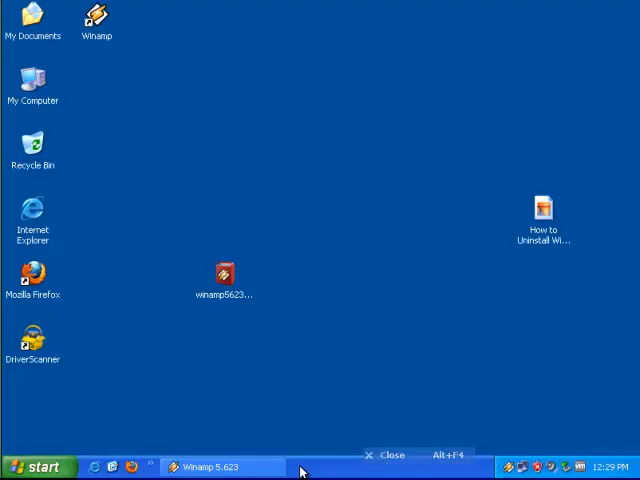 My Documents
Winamp
My Computer
Recycle Bin
Internet
Explorer
How to
Uninstall Wi...
Mozilla Firefox
winamp5623...
DriverScanner
Close Alt+F4
start
Winamp 5.623
12:29 PM